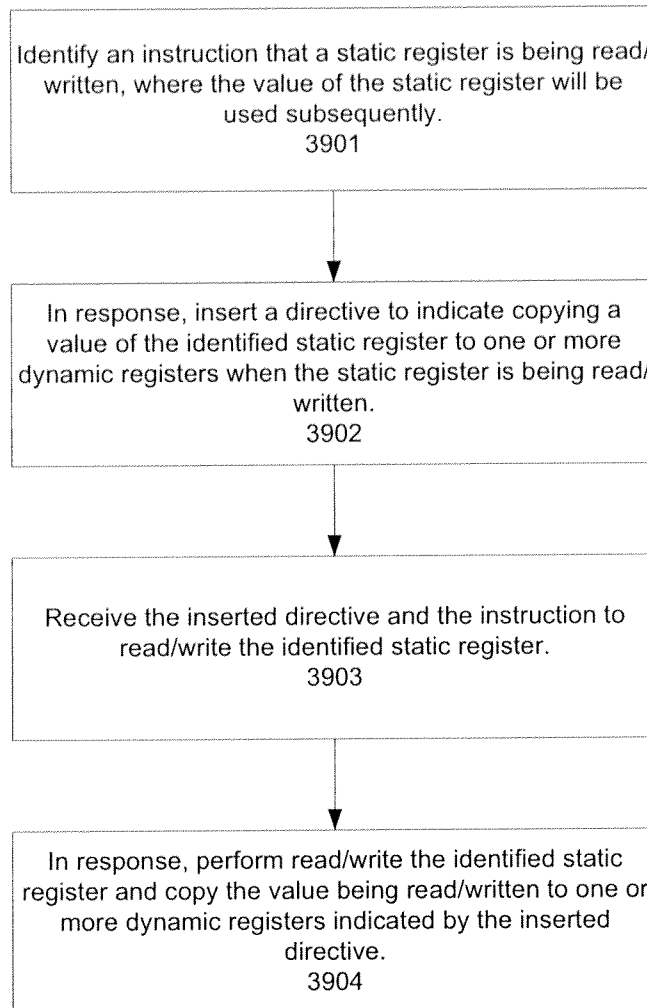 Identify an instruction that a static register is being read/
written, where the value of the static register will be
used subsequently.
3901
In response, insert a directive to indicate copying a
value of the identified static register to one or more
dynamic registers when the static register is being read/
written.
3902
Receive the inserted directive and the instruction to
read/write the identified static register.
3903
In response, perform read/write the identified static
register and copy the value being read/written to one or
more dynamic registers indicated by the inserted
directive.
3904